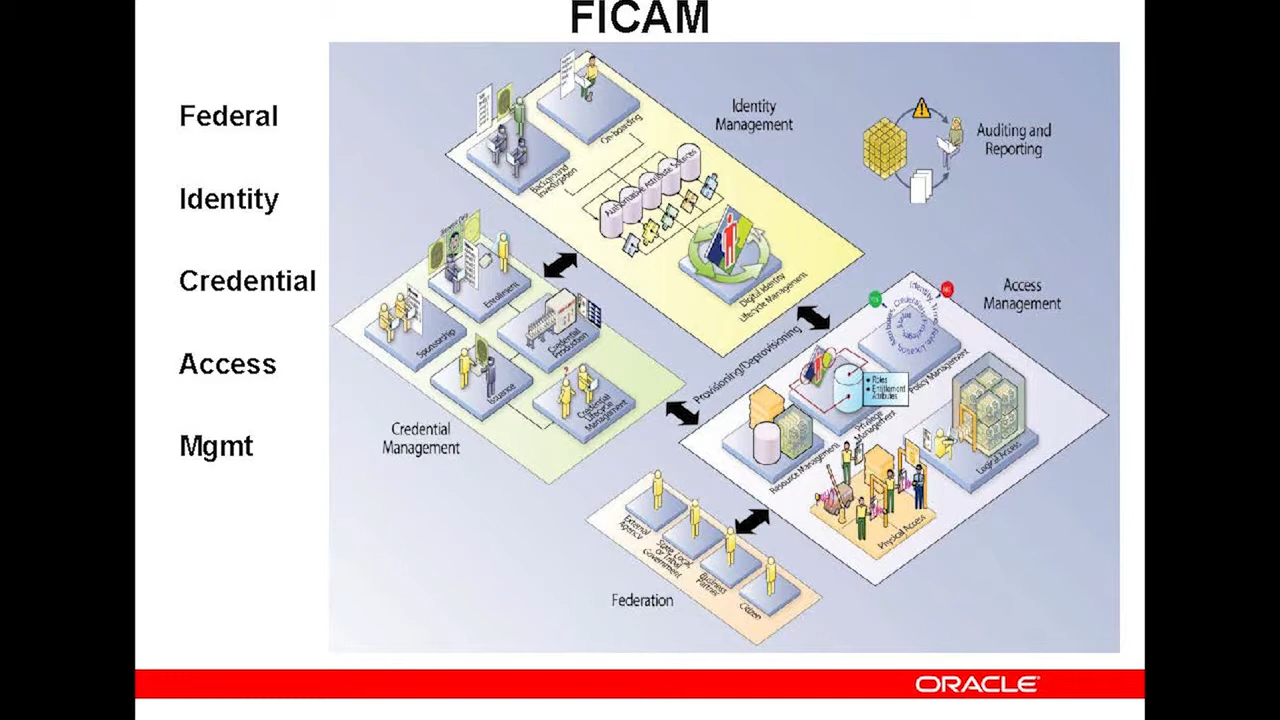 FICAM
Federal
Identity
Credential
Access
Mgmt
Identity
Management
Auditing and
Reporting
On-boarding
Background
Investigation
Authoritative Attribute Sources
Digital Identity
Lifecycle Management
Enrollment
Sponsorship
Credential
Production
Issuance
Credential Lifecycle
Management
Credential
Management
Provisioning/Deprovisioning
Access
Management
Policy Management
Roles
Entitlement
Attributes
Privilege
Management
Resource Management
Logical Access
Physical Access
External
Agency
State, Local,
or Tribal
Government
Business
Partner
Citizen
Federation
ORACLE